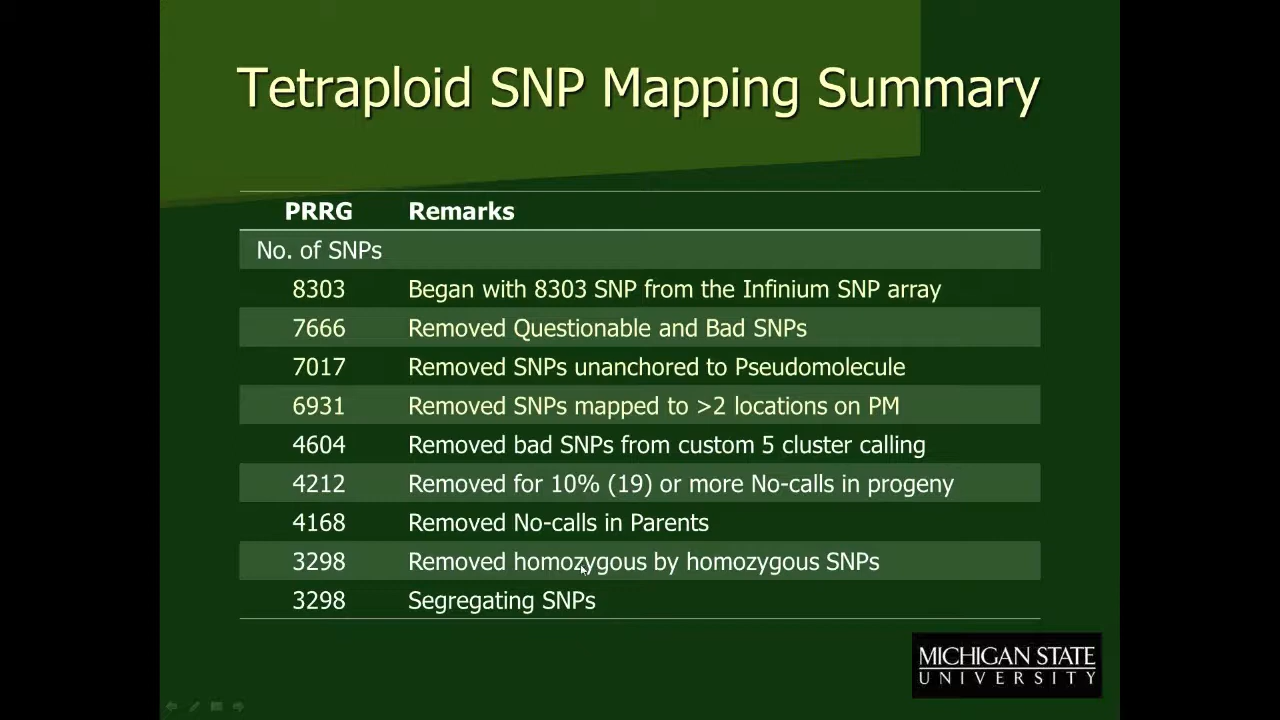 Tetraploid SNP Mapping Summary
PRRG Remarks
No. of SNPs
8303 Began with 8303 SNP from the Infinium SNP array
7666 Removed Questionable and Bad SNPs
7017 Removed SNPs unanchored to Pseudomolecule
6931 Removed SNPs mapped to >2 locations on PM
4604 Removed bad SNPs from custom 5 cluster calling
4212 Removed for 10% (19) or more No-calls in progeny
4168 Removed No-calls in Parents
3298 Removed homozygous by homozygous SNPs
3298 Segregating SNPs
MICHIGAN STATE
UNIVERSITY